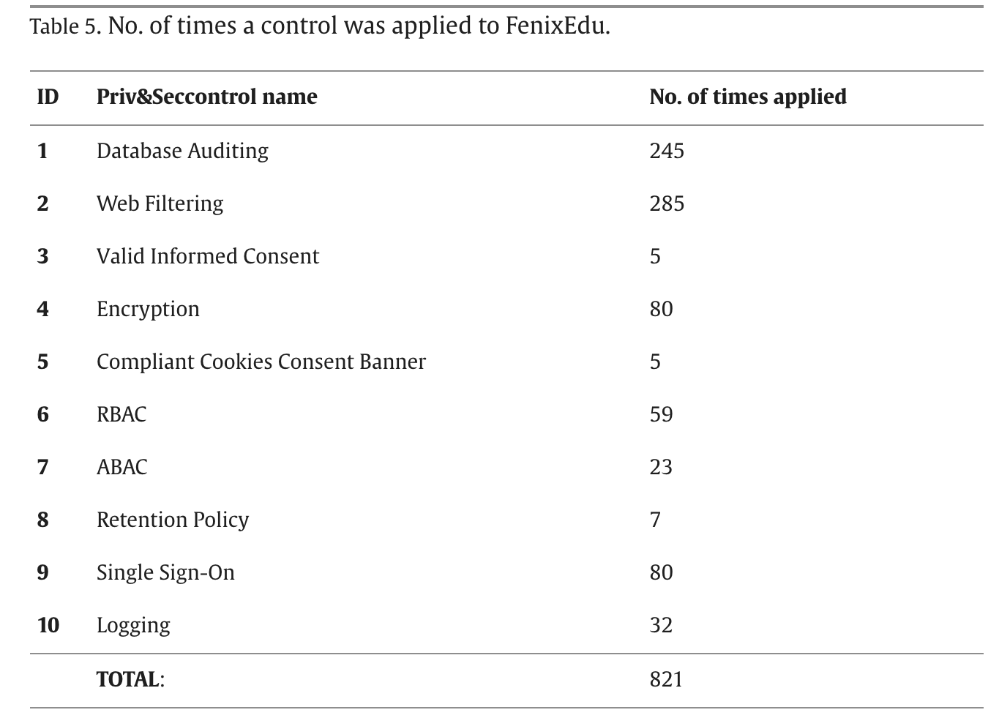 Table 5. No. of times a control was applied to FenixEdu.
ID Priv&Seccontrol name No. of times applied
1 Database Auditing 245
2 Web Filtering 285
3 Valid Informed Consent 5
4 Encryption 80
5 Compliant Cookies Consent Banner 5
6 RBAC 59
7 ABAC 23
8 Retention Policy 7
9 Single Sign-On 80
10 Logging 32
TOTAL: 821